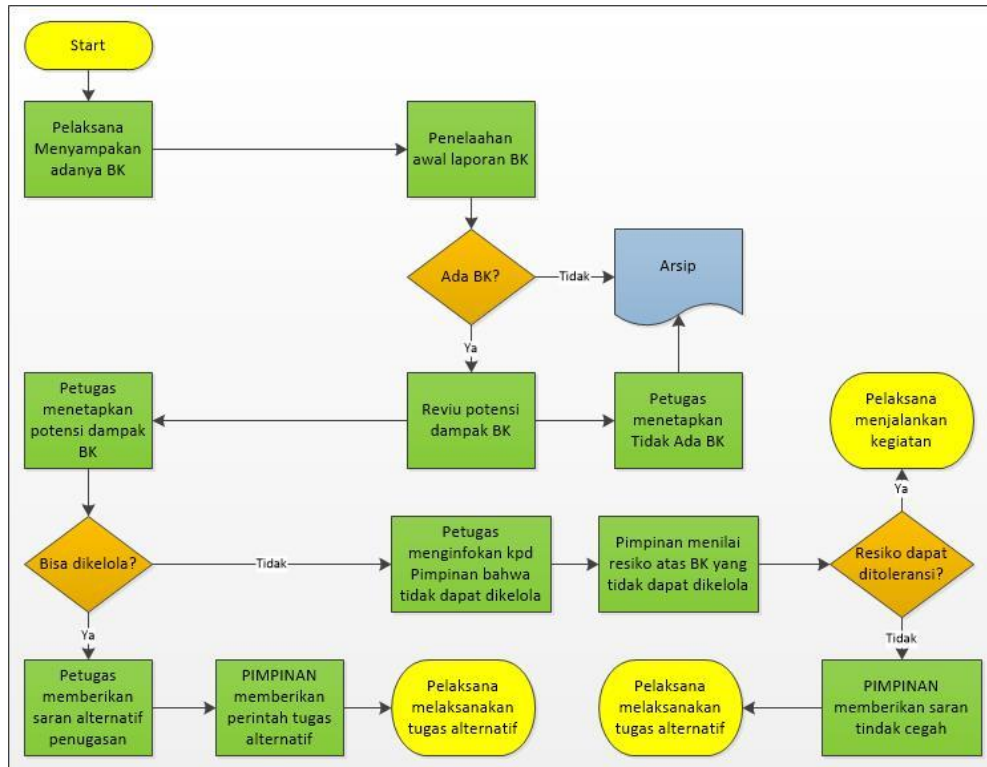 Start
Pelaksana
Menyampakan
adanya BK
Penelaahan
awal laporan BK
Ada BK?
Tidak
Arsip
Ya
Petugas
menetapkan
potensi dampak
BK
Reviu potensi
dampak BK
Petugas
menetapkan
Tidak Ada BK
Pelaksana
menjalankan
kegiatan
Ya
Bisa dikelola?
Tidak
Petugas
menginfokan kpd
Pimpinan bahwa
tidak dapat dikelola
Pimpinan menilai
resiko atas BK yang
tidak dapat dikelola
Resiko dapat
ditoleransi?
Ya
Tidak
Petugas
memberikan
saran alternatif
penugasan
PIMPINAN
memberikan
perintah tugas
alternatif
Pelaksana
melaksanakan
tugas alternatif
Pelaksana
melaksanakan
tugas alternatif
PIMPINAN
memberikan saran
tindak cegah